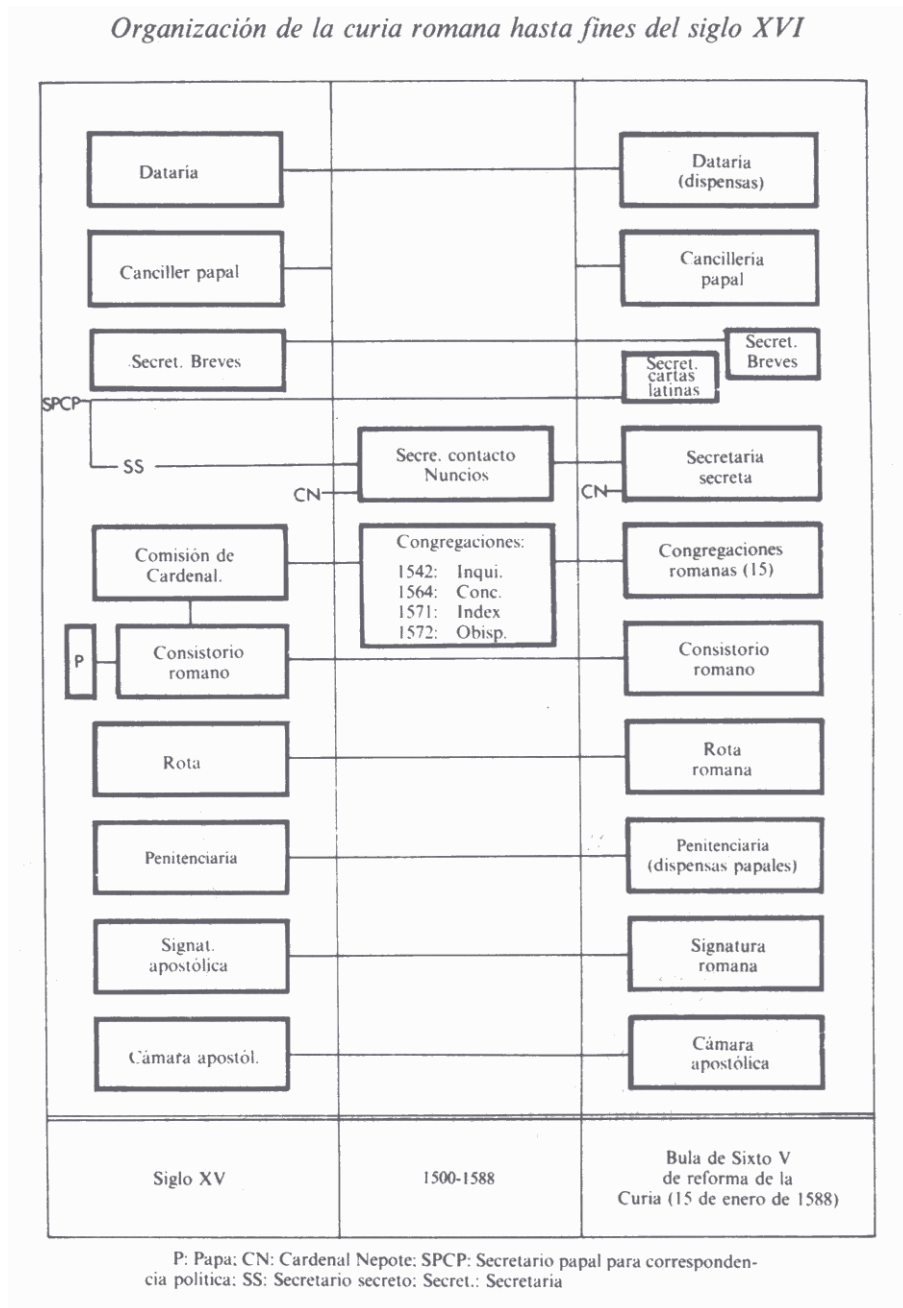 Organización de la curia romana hasta fines del siglo XVI
Dataría
Dataria
(dispensas)
Canciller papal
Cancilleria
papal
Secret. Breves
Secret.
Breves
Secret.
cartas
latinas
SPCP
SS
Secre. contacto
Nuncios
Secretaria
secreta
CN
CN
Comisión de
Cardenal.
Congregaciones:
1542: Inqui.
1564: Conc.
1571: Index
1572: Obisp.
Congregaciones
romanas (15)
P
Consistorio
romano
Consistorio
romano
Rota
Rota
romana
Penitenciaria
Penitenciaria
(dispensas papales)
Signat.
apostólica
Signatura
romana
Cámara apostól.
Cámara
apostólica
Siglo XV
1500-1588
Bula de Sixto V
de reforma de la
Curia (15 de enero de 1588)
P: Papa; CN: Cardenal Nepote; SPCP: Secretario papal para corresponden-
cia politica; SS: Secretario secreto; Secret.: Secretaria